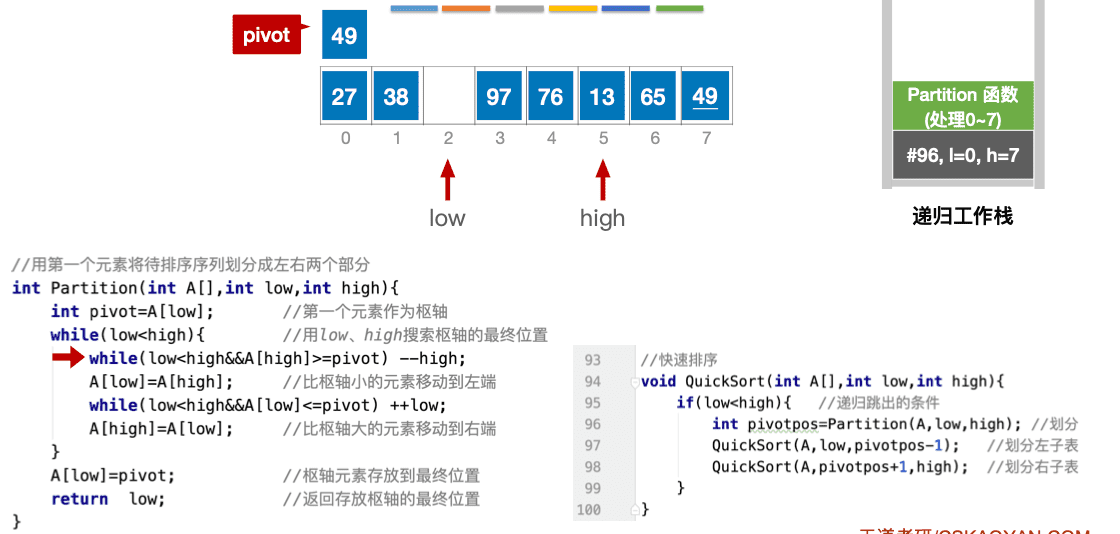 pivot
49
27 38 97 76 13 65 49
0 1 2 3 4 5 6 7
low high
Partition 函数
(处理0~7)
#96, l=0, h=7
递归工作栈
//用第一个元素将待排序序列划分成左右两个部分
int Partition(int A[],int low,int high){
int pivot=A[low]; //第一个元素作为枢轴
while(low<high){ //用low、high搜索枢轴的最终位置
while(low<high&&A[high]>=pivot) --high;
A[low]=A[high]; //比枢轴小的元素移动到左端
while(low<high&&A[low]<=pivot) ++low;
A[high]=A[low]; //比枢轴大的元素移动到右端
}
A[low]=pivot; //枢轴元素存放到最终位置
return low; //返回存放枢轴的最终位置
}
93 //快速排序
94 void QuickSort(int A[],int low,int high){
95 if(low<high){ //递归跳出的条件
96 int pivotpos=Partition(A,low,high); //划分
97 QuickSort(A,low,pivotpos-1); //划分左子表
98 QuickSort(A,pivotpos+1,high); //划分右子表
99 }
100 }